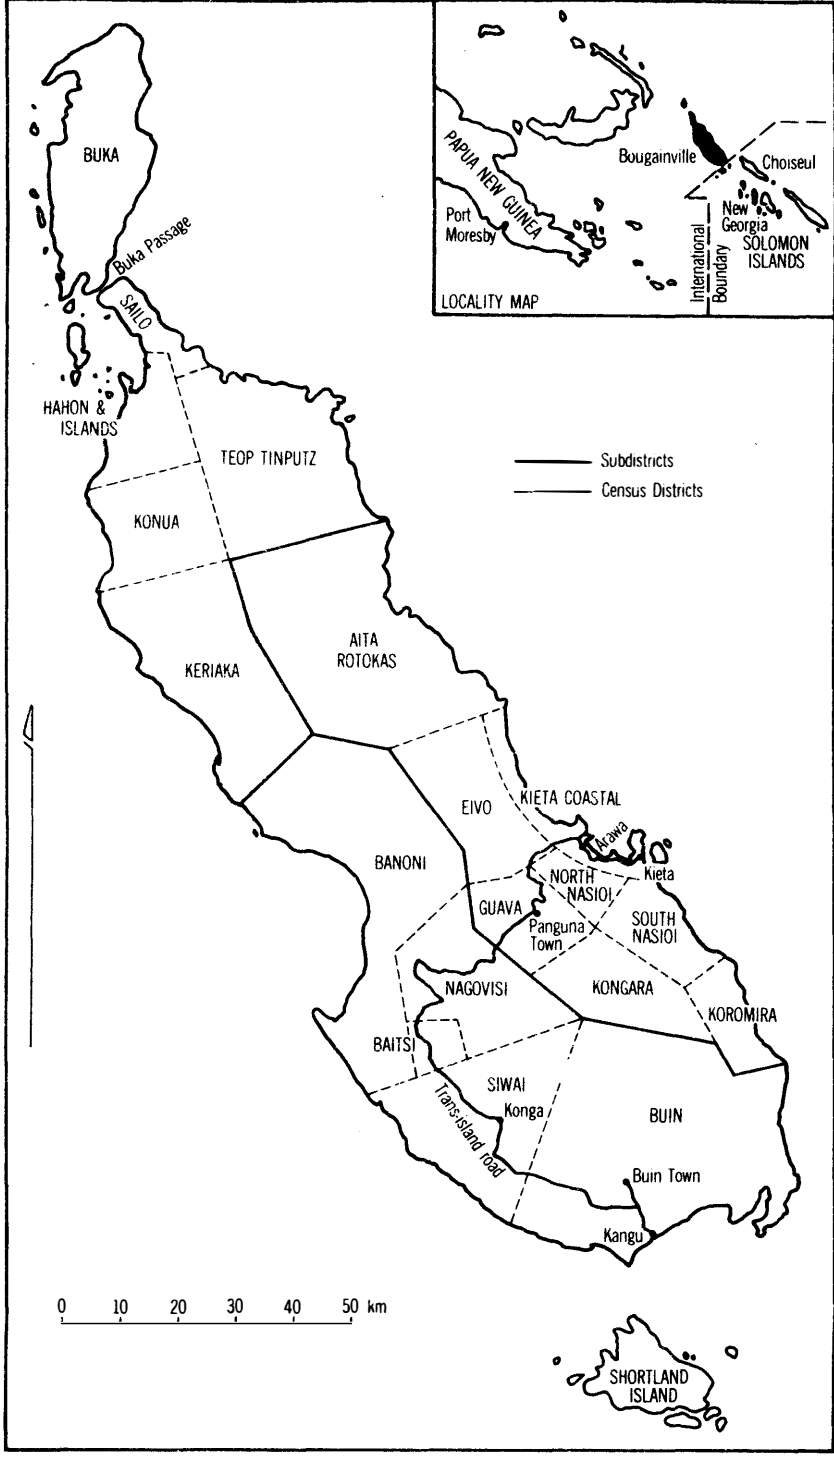 BUKA
Buka Passage
SAILO
HAHON &
ISLANDS
TEOP TINPUTZ
KONUA
KERIAKA
AITA
ROTOKAS
EIVO
KIETA COASTAL
Arawa
Kieta
BANONI
NORTH
NASIOI
GUAVA
Panguna
Town
SOUTH
NASIOI
NAGOVISI
KONGARA
KOROMIRA
BAITSI
SIWAI
Konga
Trans-island road
BUIN
Buin Town
Kangu
SHORTLAND
ISLAND
Subdistricts
Census Districts
0 10 20 30 40 50 km
PAPUA NEW GUINEA
Port
Moresby
Bougainville
Choiseul
New
Georgia
SOLOMON
ISLANDS
International
Boundary
LOCALITY MAP